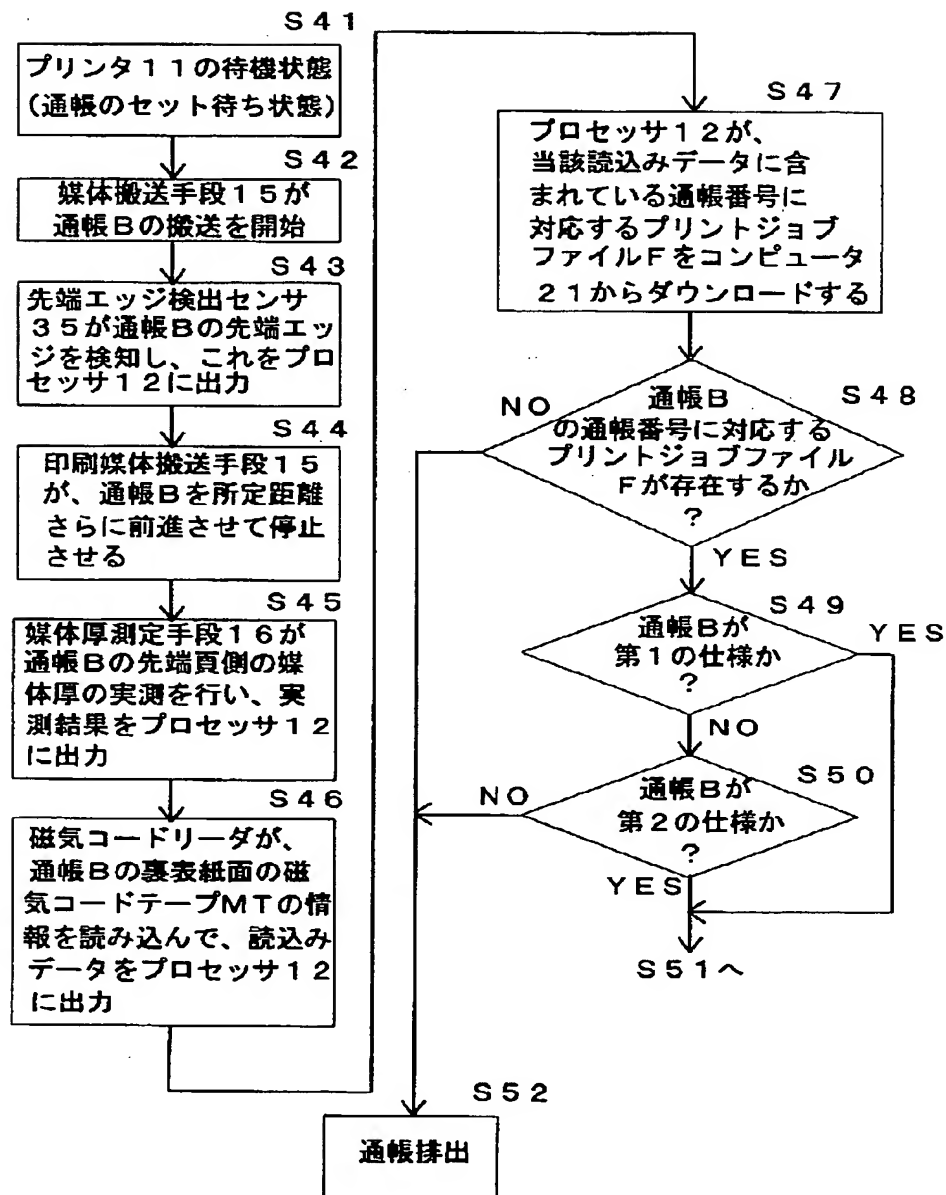 S41
プリンタ11の待機状態
(通帳のセット待ち状態)
S42
媒体搬送手段15が
通帳Bの搬送を開始
S43
先端エッジ検出センサ
35が通帳Bの先端エッ
ジを検知し、これをプロ
セッサ12に出力
S44
印刷媒体搬送手段15
が、通帳Bを所定距離
さらに前進させて停止
させる
S45
媒体厚測定手段16が
通帳Bの先端頁側の媒
体厚の実測を行い、実
測結果をプロセッサ12
に出力
S46
磁気コードリーダが、
通帳Bの裏表紙面の磁
気コードテープMTの情
報を読み込んで、読込み
データをプロセッサ12
に出力
S47
プロセッサ12が、
当該読込みデータに含
まれている通帳番号に
対応するプリントジョブ
ファイルFをコンピュータ
21からダウンロードする
S48
通帳B
の通帳番号に対応する
プリントジョブファイル
Fが存在するか
?
NO
YES
S49
通帳Bが
第1の仕様か
?
YES
NO
S50
通帳Bが
第2の仕様か
?
NO
YES
S51へ
S52
通帳排出